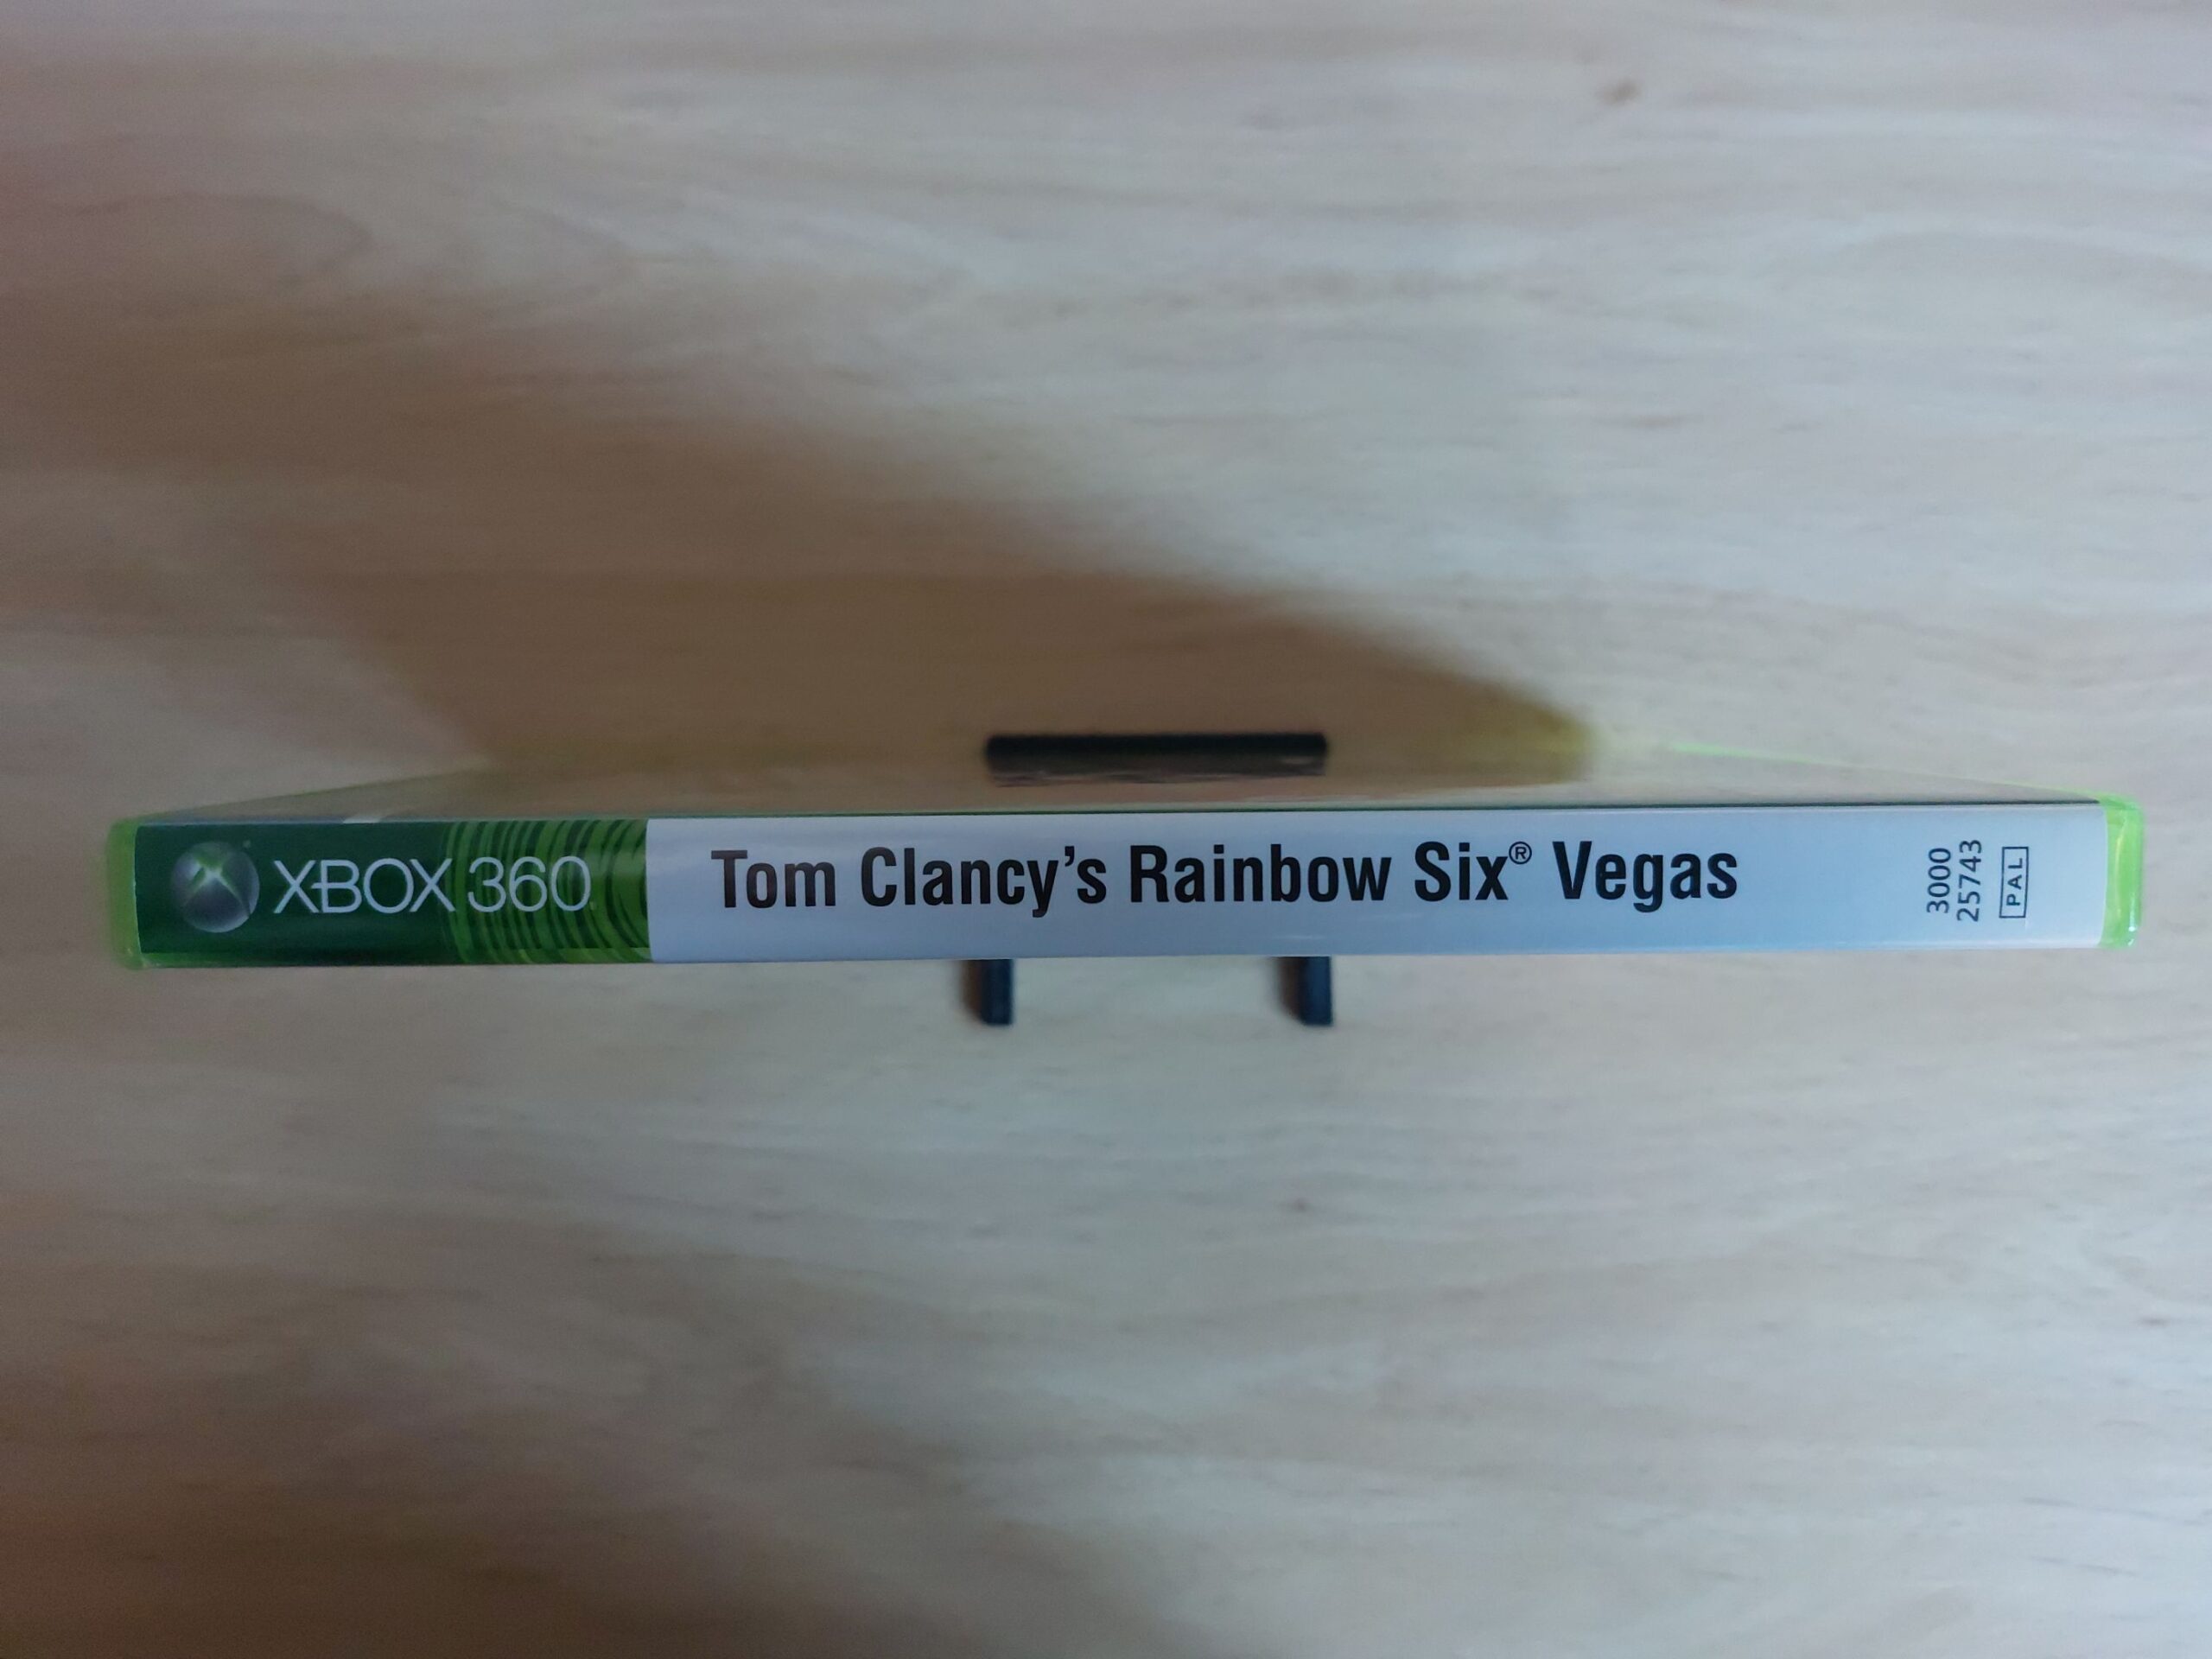 XBOX 360
Tom Clancy's Rainbow Six® Vegas
3000
25743
PAL